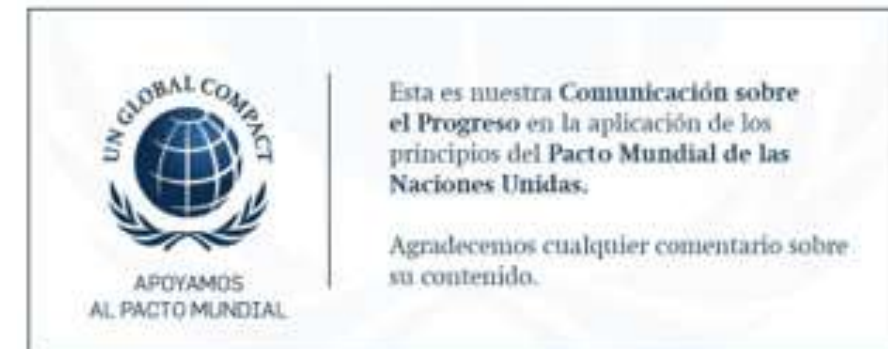 UN GLOBAL COMPACT
APOYAMOS
AL PACTO MUNDIAL
Esta es nuestra Comunicación sobre
el Progreso en la aplicación de los
principios del Pacto Mundial de las
Naciones Unidas.
Agradecemos cualquier comentario sobre
su contenido.